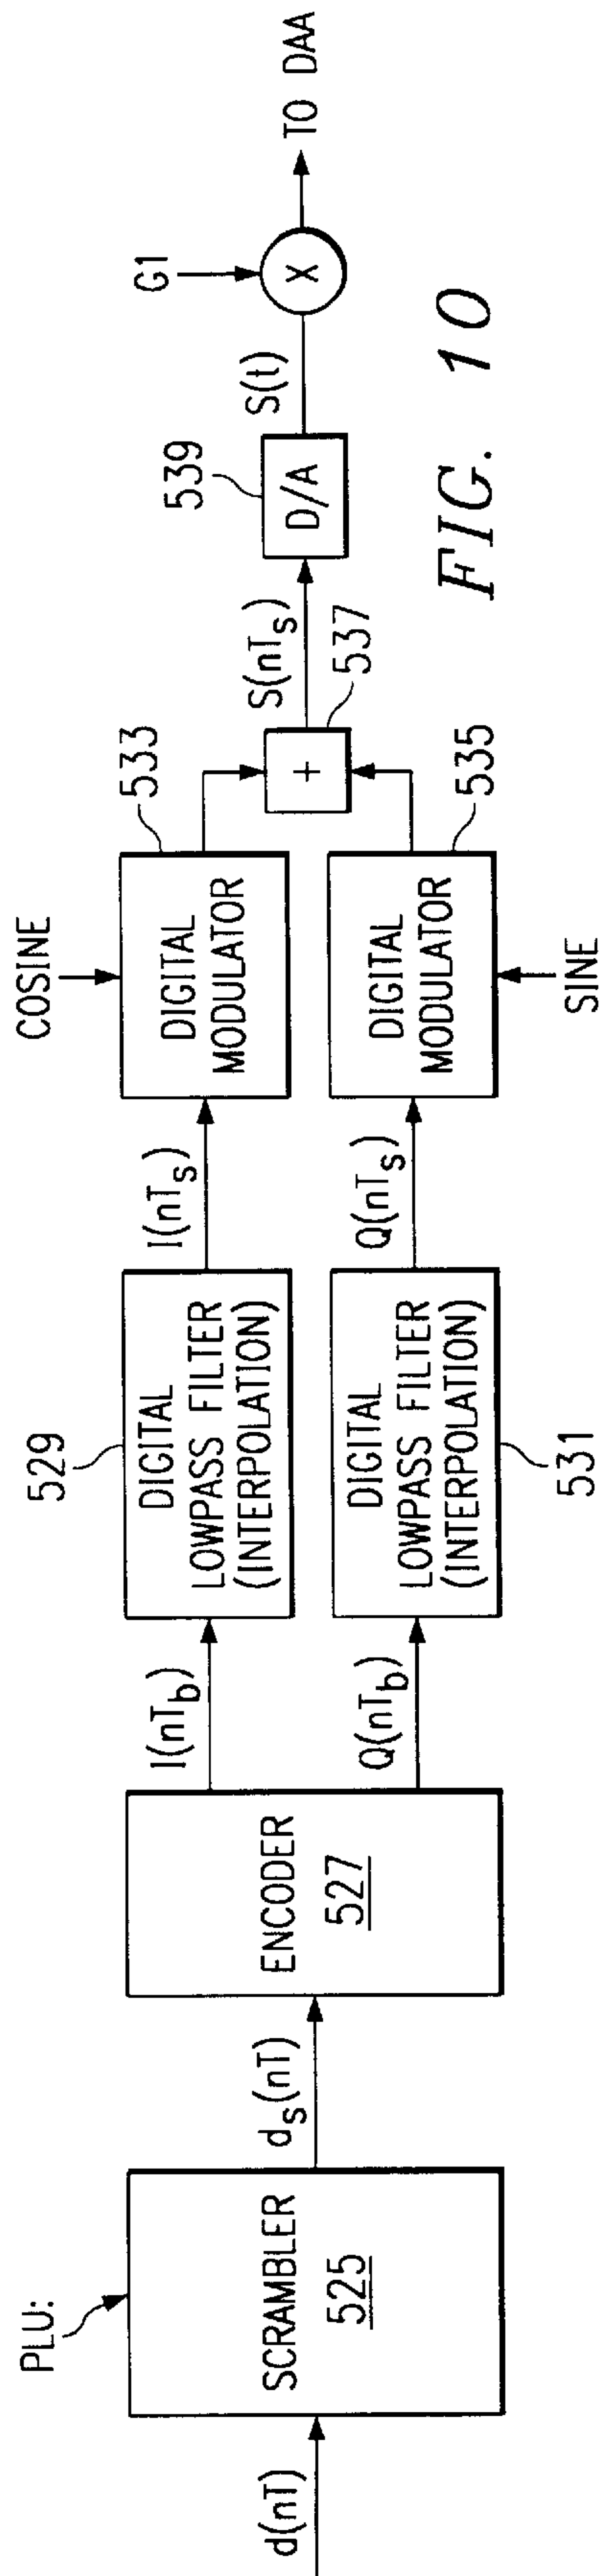 d(nT)
PLU:
SCRAMBLER
525
d_s(nT)
ENCODER
527
I(nT_b)
Q(nT_b)
529
DIGITAL
LOWPASS FILTER
(INTERPOLATION)
DIGITAL
LOWPASS FILTER
(INTERPOLATION)
531
I(nT_s)
Q(nT_s)
COSINE
533
DIGITAL
MODULATOR
DIGITAL
MODULATOR
535
SINE
+
537
S(nT_s)
539
D/A
S(t)
G1
X
TO DAA
FIG. 10